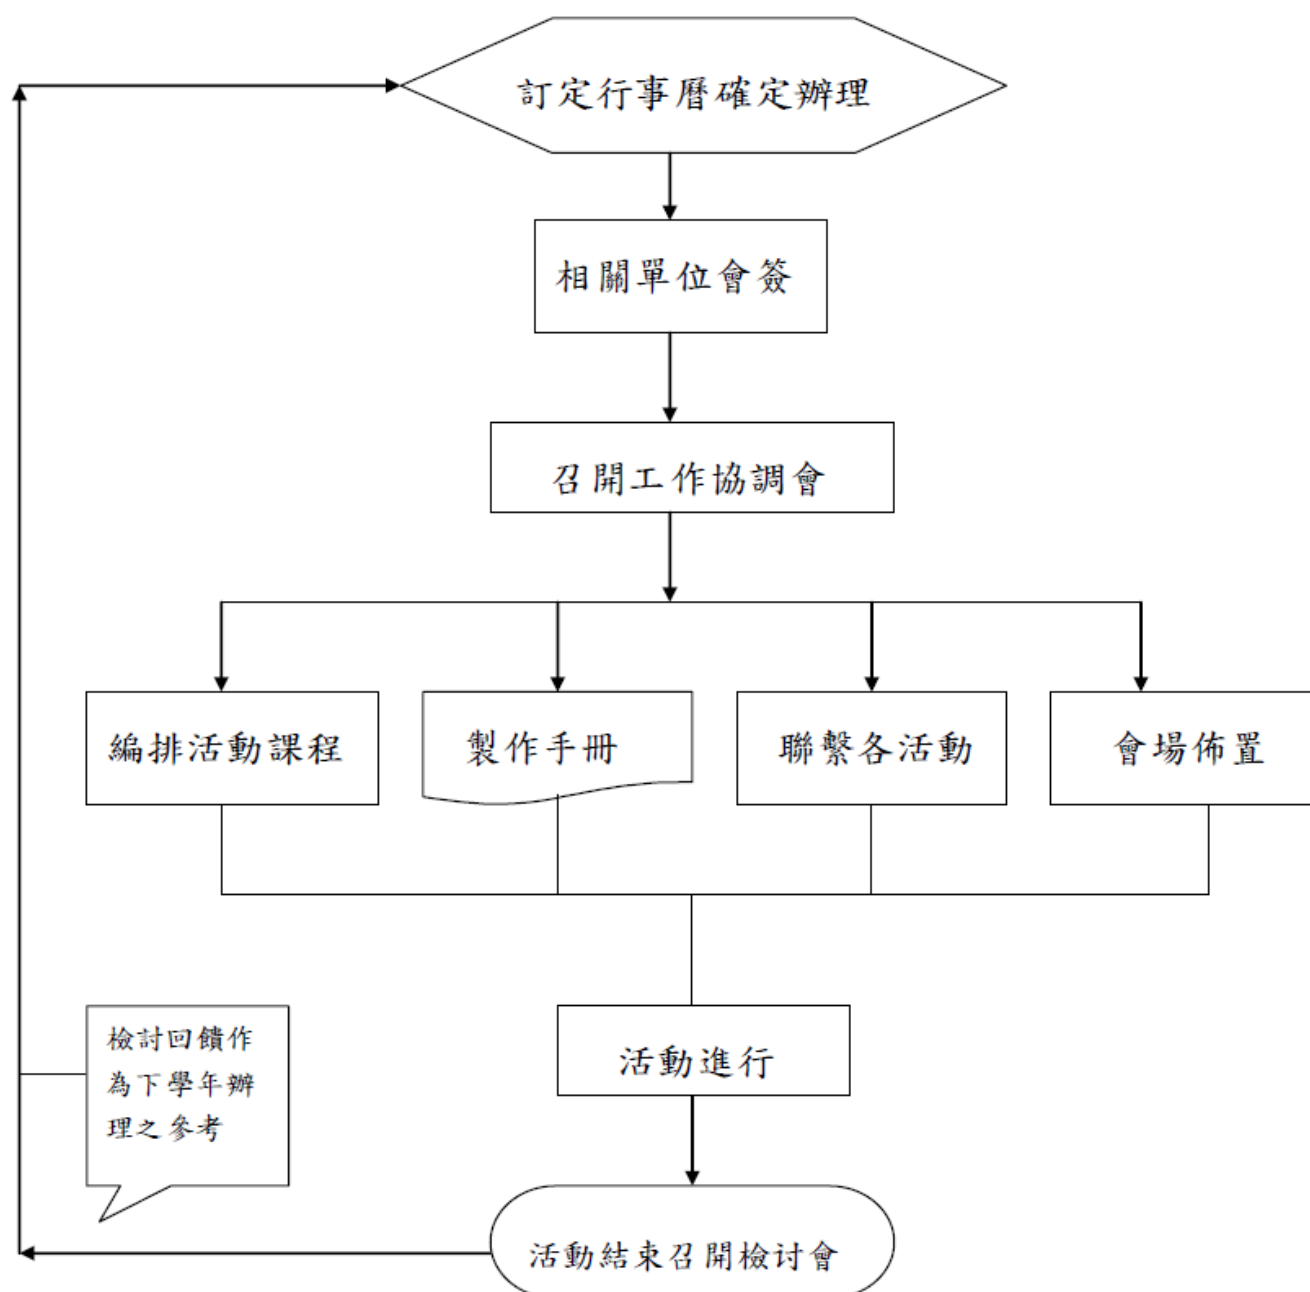 訂定行事曆確定辦理
相關單位會簽
召開工作協調會
編排活動課程
製作手冊
聯繫各活動
會場佈置
檢討回饋作
為下學年辦
理之參考
活動進行
活動結束召開檢讨會